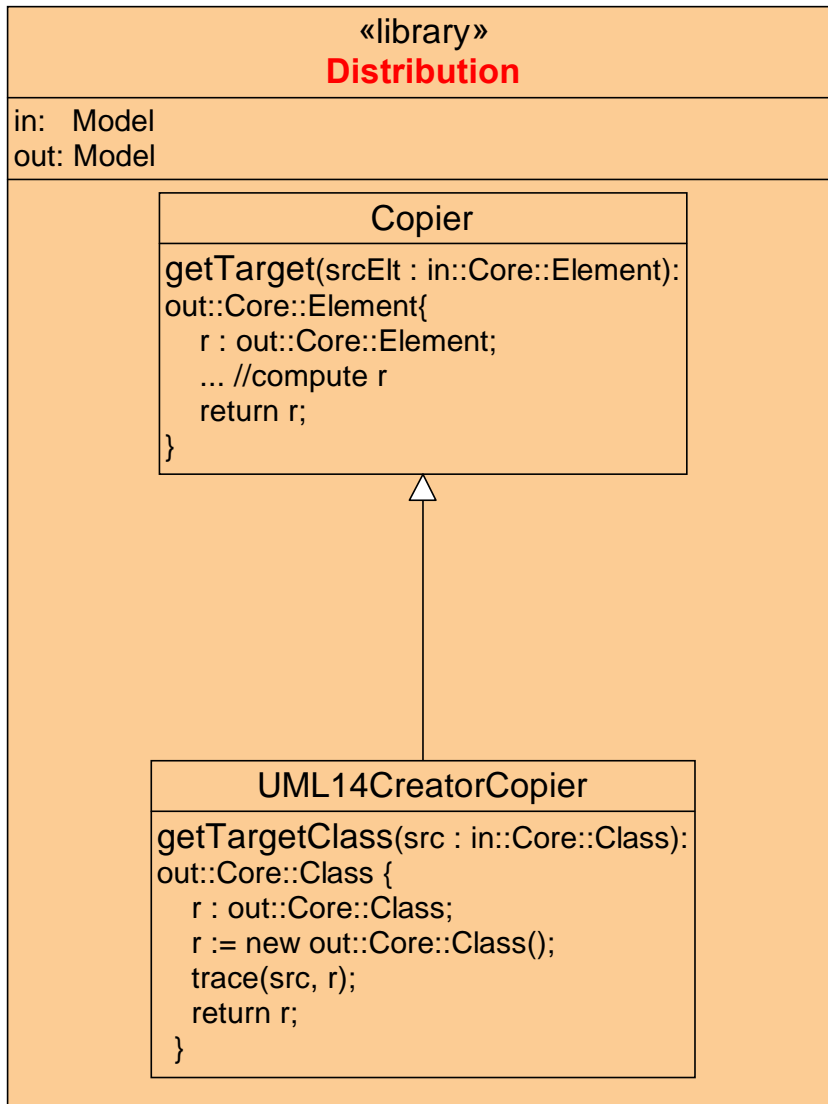 «library»
Distribution
in: Model
out: Model
Copier
getTarget(srcElt : in::Core::Element):
out::Core::Element{
r : out::Core::Element;
... //compute r
return r;
}
UML14CreatorCopier
getTargetClass(src : in::Core::Class):
out::Core::Class {
r : out::Core::Class;
r := new out::Core::Class();
trace(src, r);
return r;
}